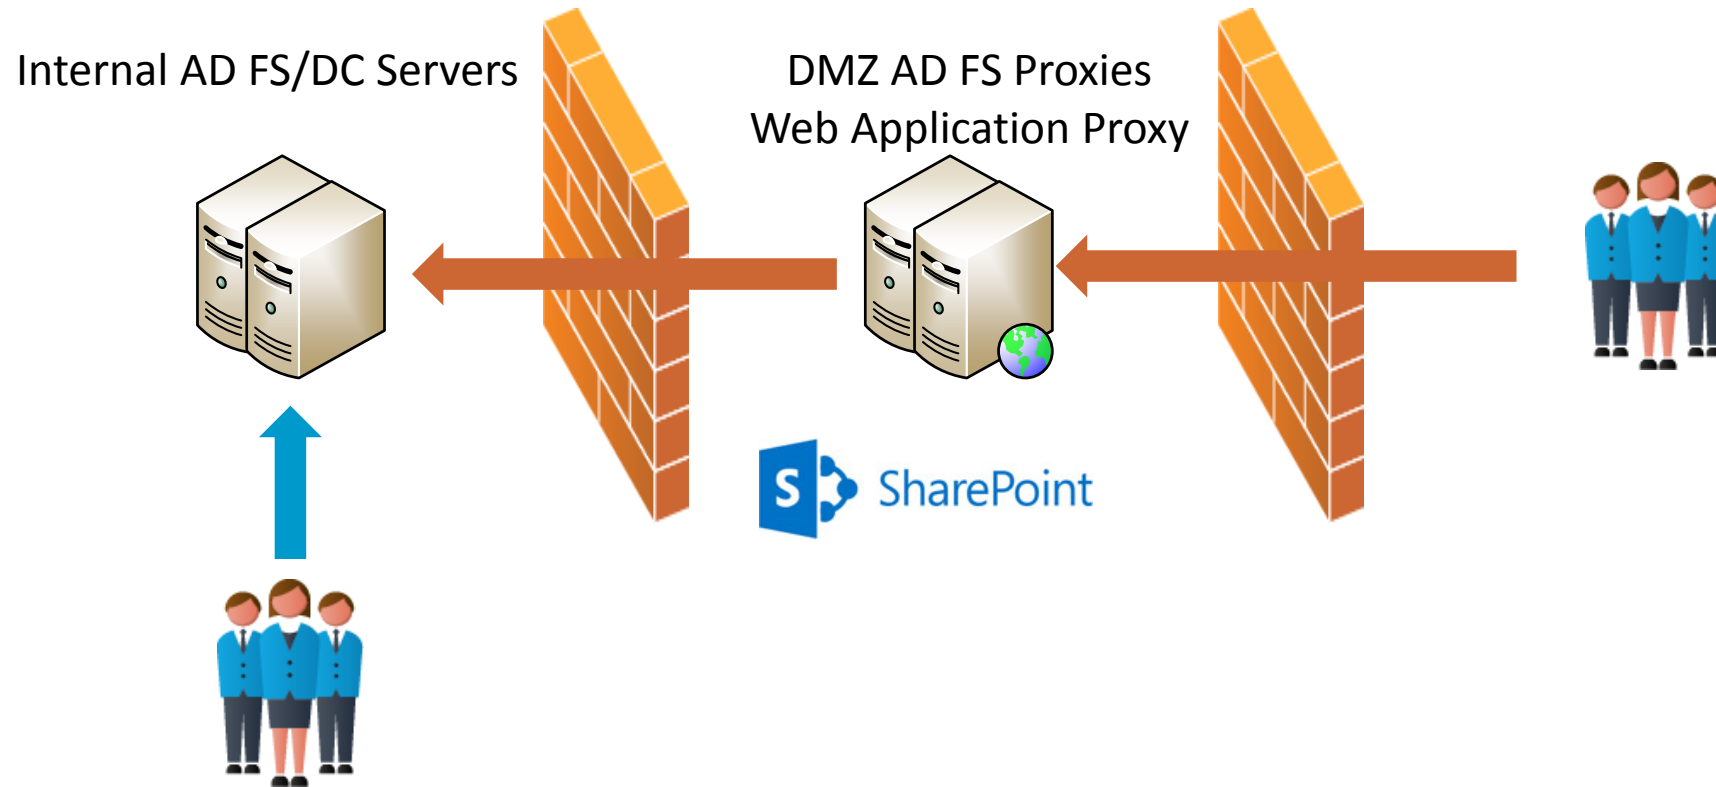 Internal AD FS/DC Servers
DMZ AD FS Proxies
Web Application Proxy
S SharePoint